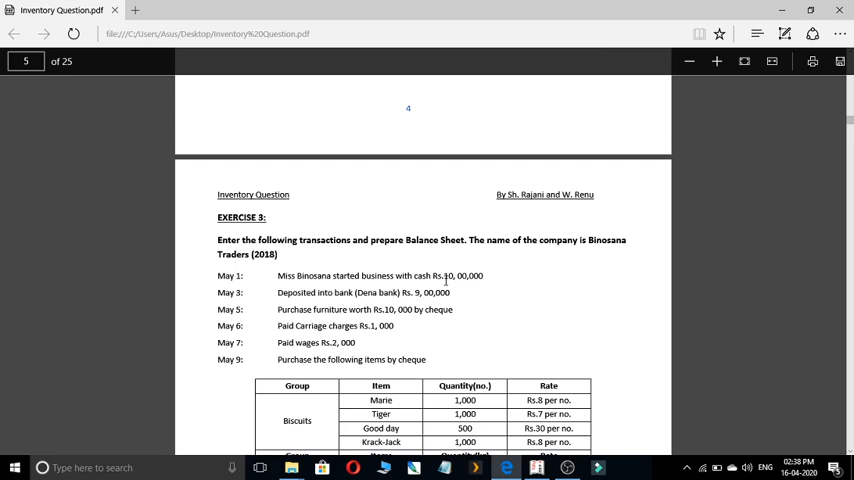 Inventory Question.pdf
file:///C:/Users/Asus/Desktop/Inventory%20Question.pdf
5 of 25
4
Inventory Question By Sh. Rajani and W. Renu
EXERCISE 3:
Enter the following transactions and prepare Balance Sheet. The name of the company is Binosana
Traders (2018)
May 1: Miss Binosana started business with cash Rs.10, 00,000
May 3: Deposited into bank (Dena bank) Rs. 9, 00,000
May 5: Purchase furniture worth Rs.10, 000 by cheque
May 6: Paid Carriage charges Rs.1, 000
May 7: Paid wages Rs.2, 000
May 9: Purchase the following items by cheque
Group Item Quantity(no.) Rate
Marie 1,000 Rs.8 per no.
Tiger 1,000 Rs.7 per no.
Biscuits
Good day 500 Rs.30 per no.
Krack-Jack 1,000 Rs.8 per no.
Type here to search
ENG
02:38 PM
16-04-2020